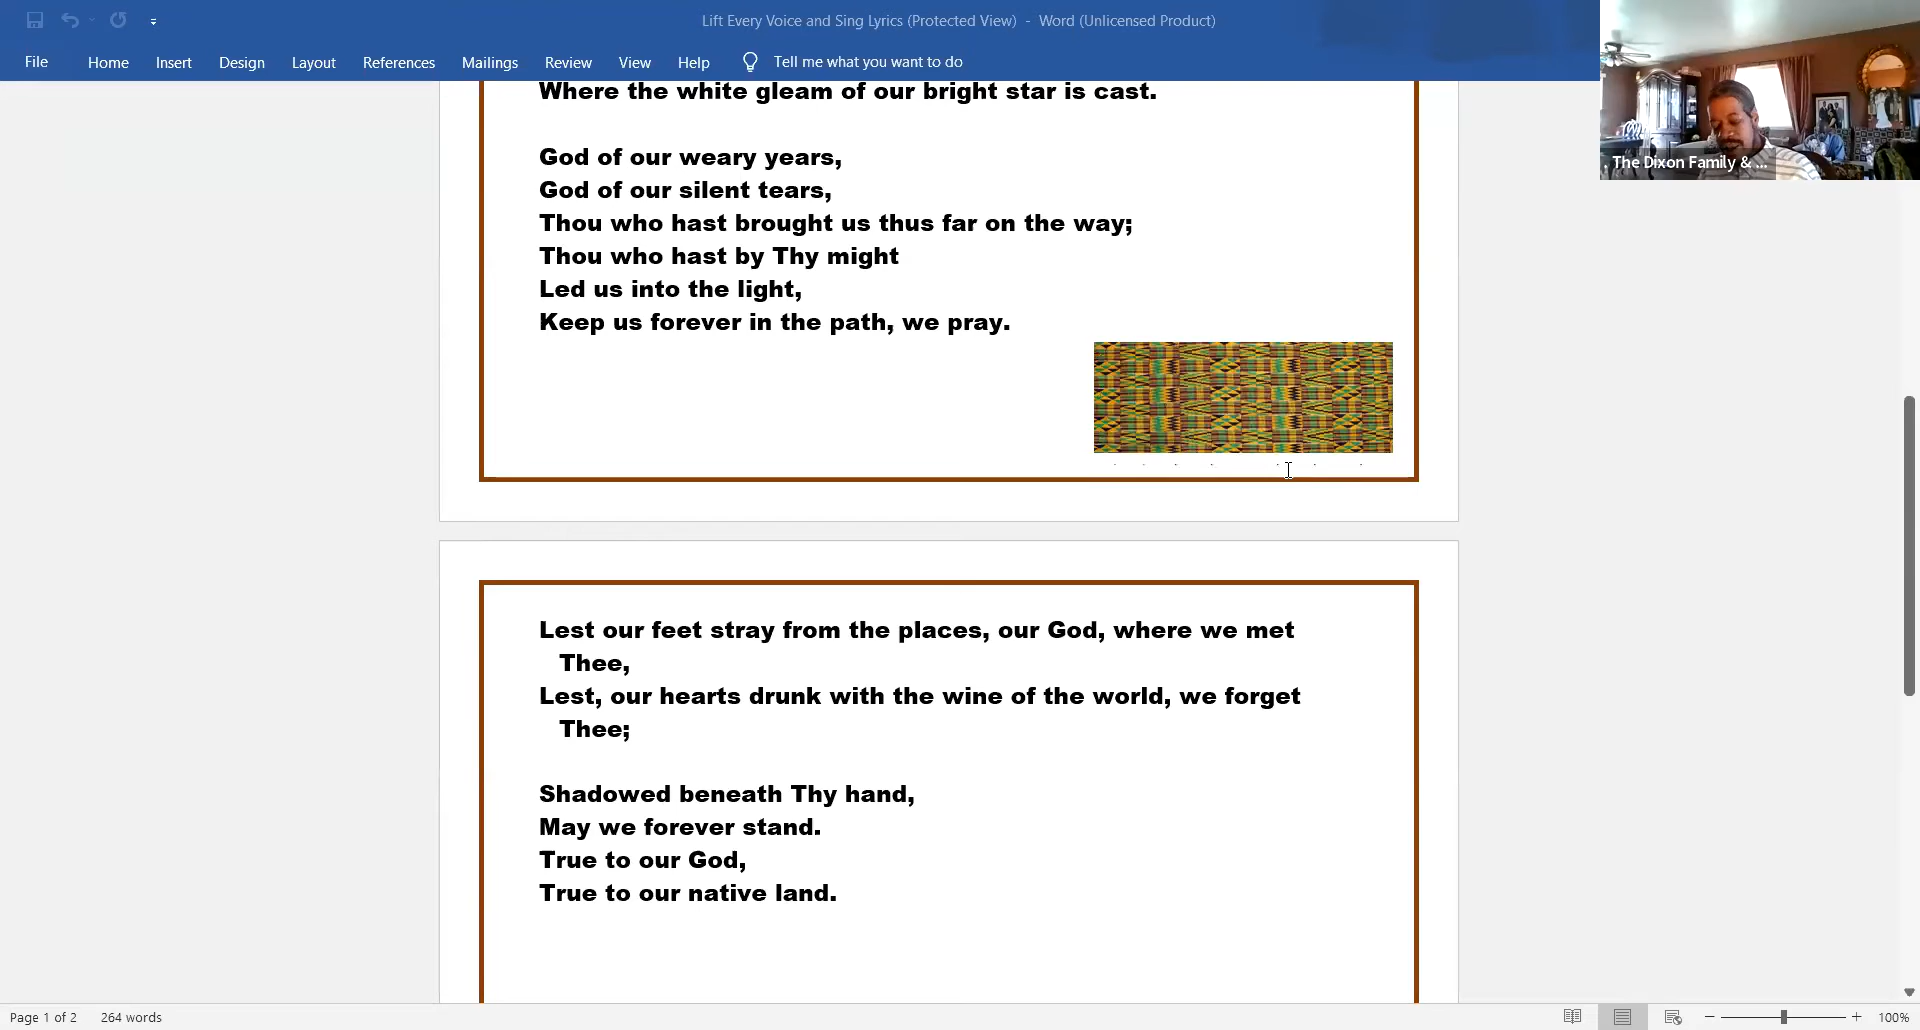 Lift Every Voice and Sing Lyrics (Protected View) - Word (Unlicensed Product)
File Home Insert Design Layout References Mailings Review View Help Tell me what you want to do
. The Dixon Family & ...
Where the white gleam of our bright star is cast.
God of our weary years,
God of our silent tears,
Thou who hast brought us thus far on the way;
Thou who hast by Thy might
Led us into the light,
Keep us forever in the path, we pray.
Lest our feet stray from the places, our God, where we met
Thee,
Lest, our hearts drunk with the wine of the world, we forget
Thee;
Shadowed beneath Thy hand,
May we forever stand.
True to our God,
True to our native land.
Page 1 of 2 264 words 100%